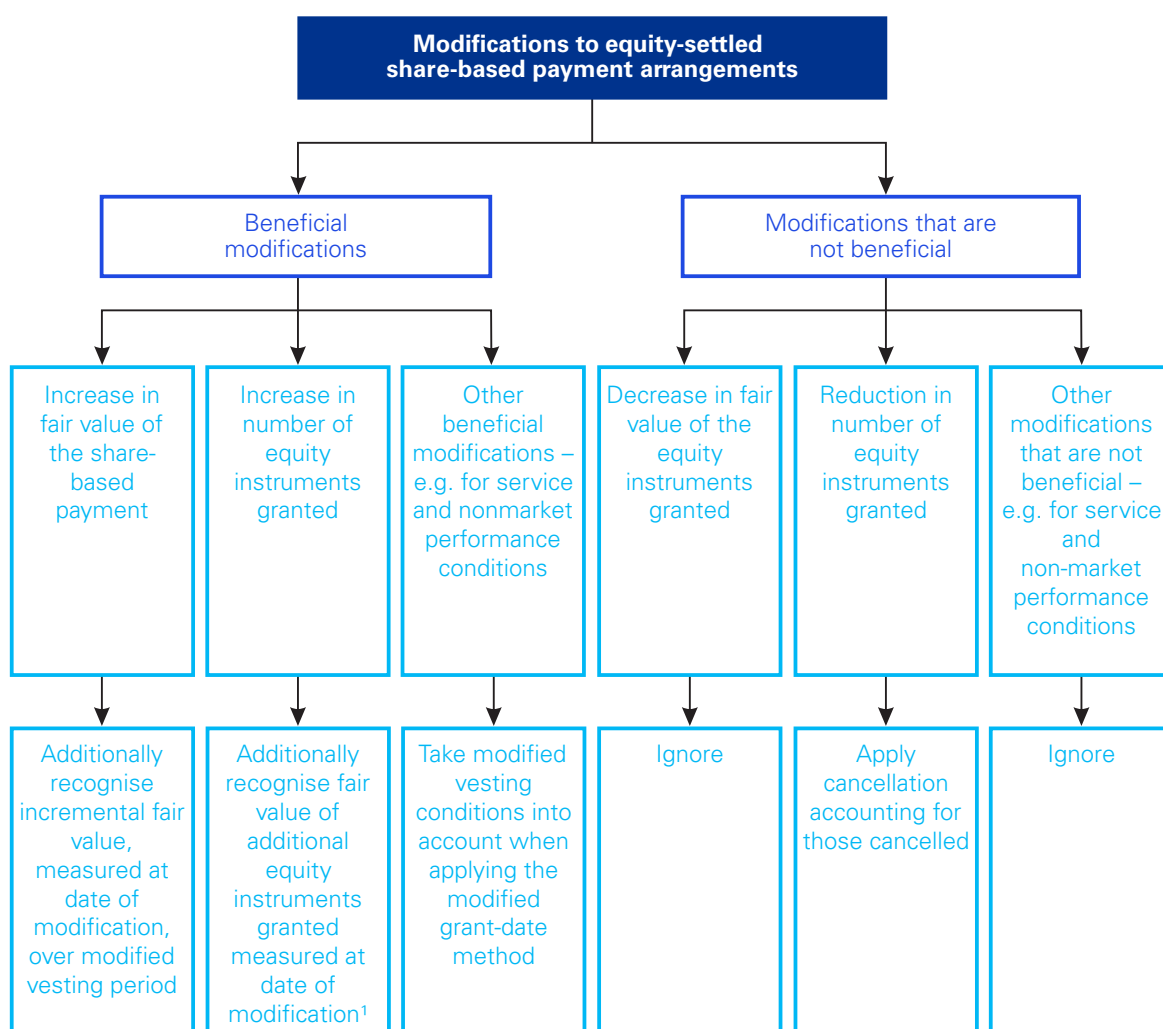 Modifications to equity-settled
share-based payment arrangements
Beneficial
modifications
Modifications that are
not beneficial
Increase in
fair value of
the share-
based
payment
Increase in
number of
equity
instruments
granted
Other
beneficial
modifications –
e.g. for service
and nonmarket
performance
conditions
Decrease in fair
value of the
equity
instruments
granted
Reduction in
number of
equity
instruments
granted
Other
modifications
that are not
beneficial –
e.g. for service
and
non-market
performance
conditions
Additionally
recognise
incremental fair
value,
measured at
date of
modification,
over modified
vesting period
Additionally
recognise fair
value of
additional
equity
instruments
granted
measured at
date of
modification¹
Take modified
vesting
conditions into
account when
applying the
modified
grant-date
method
Ignore
Apply
cancellation
accounting for
those cancelled
Ignore